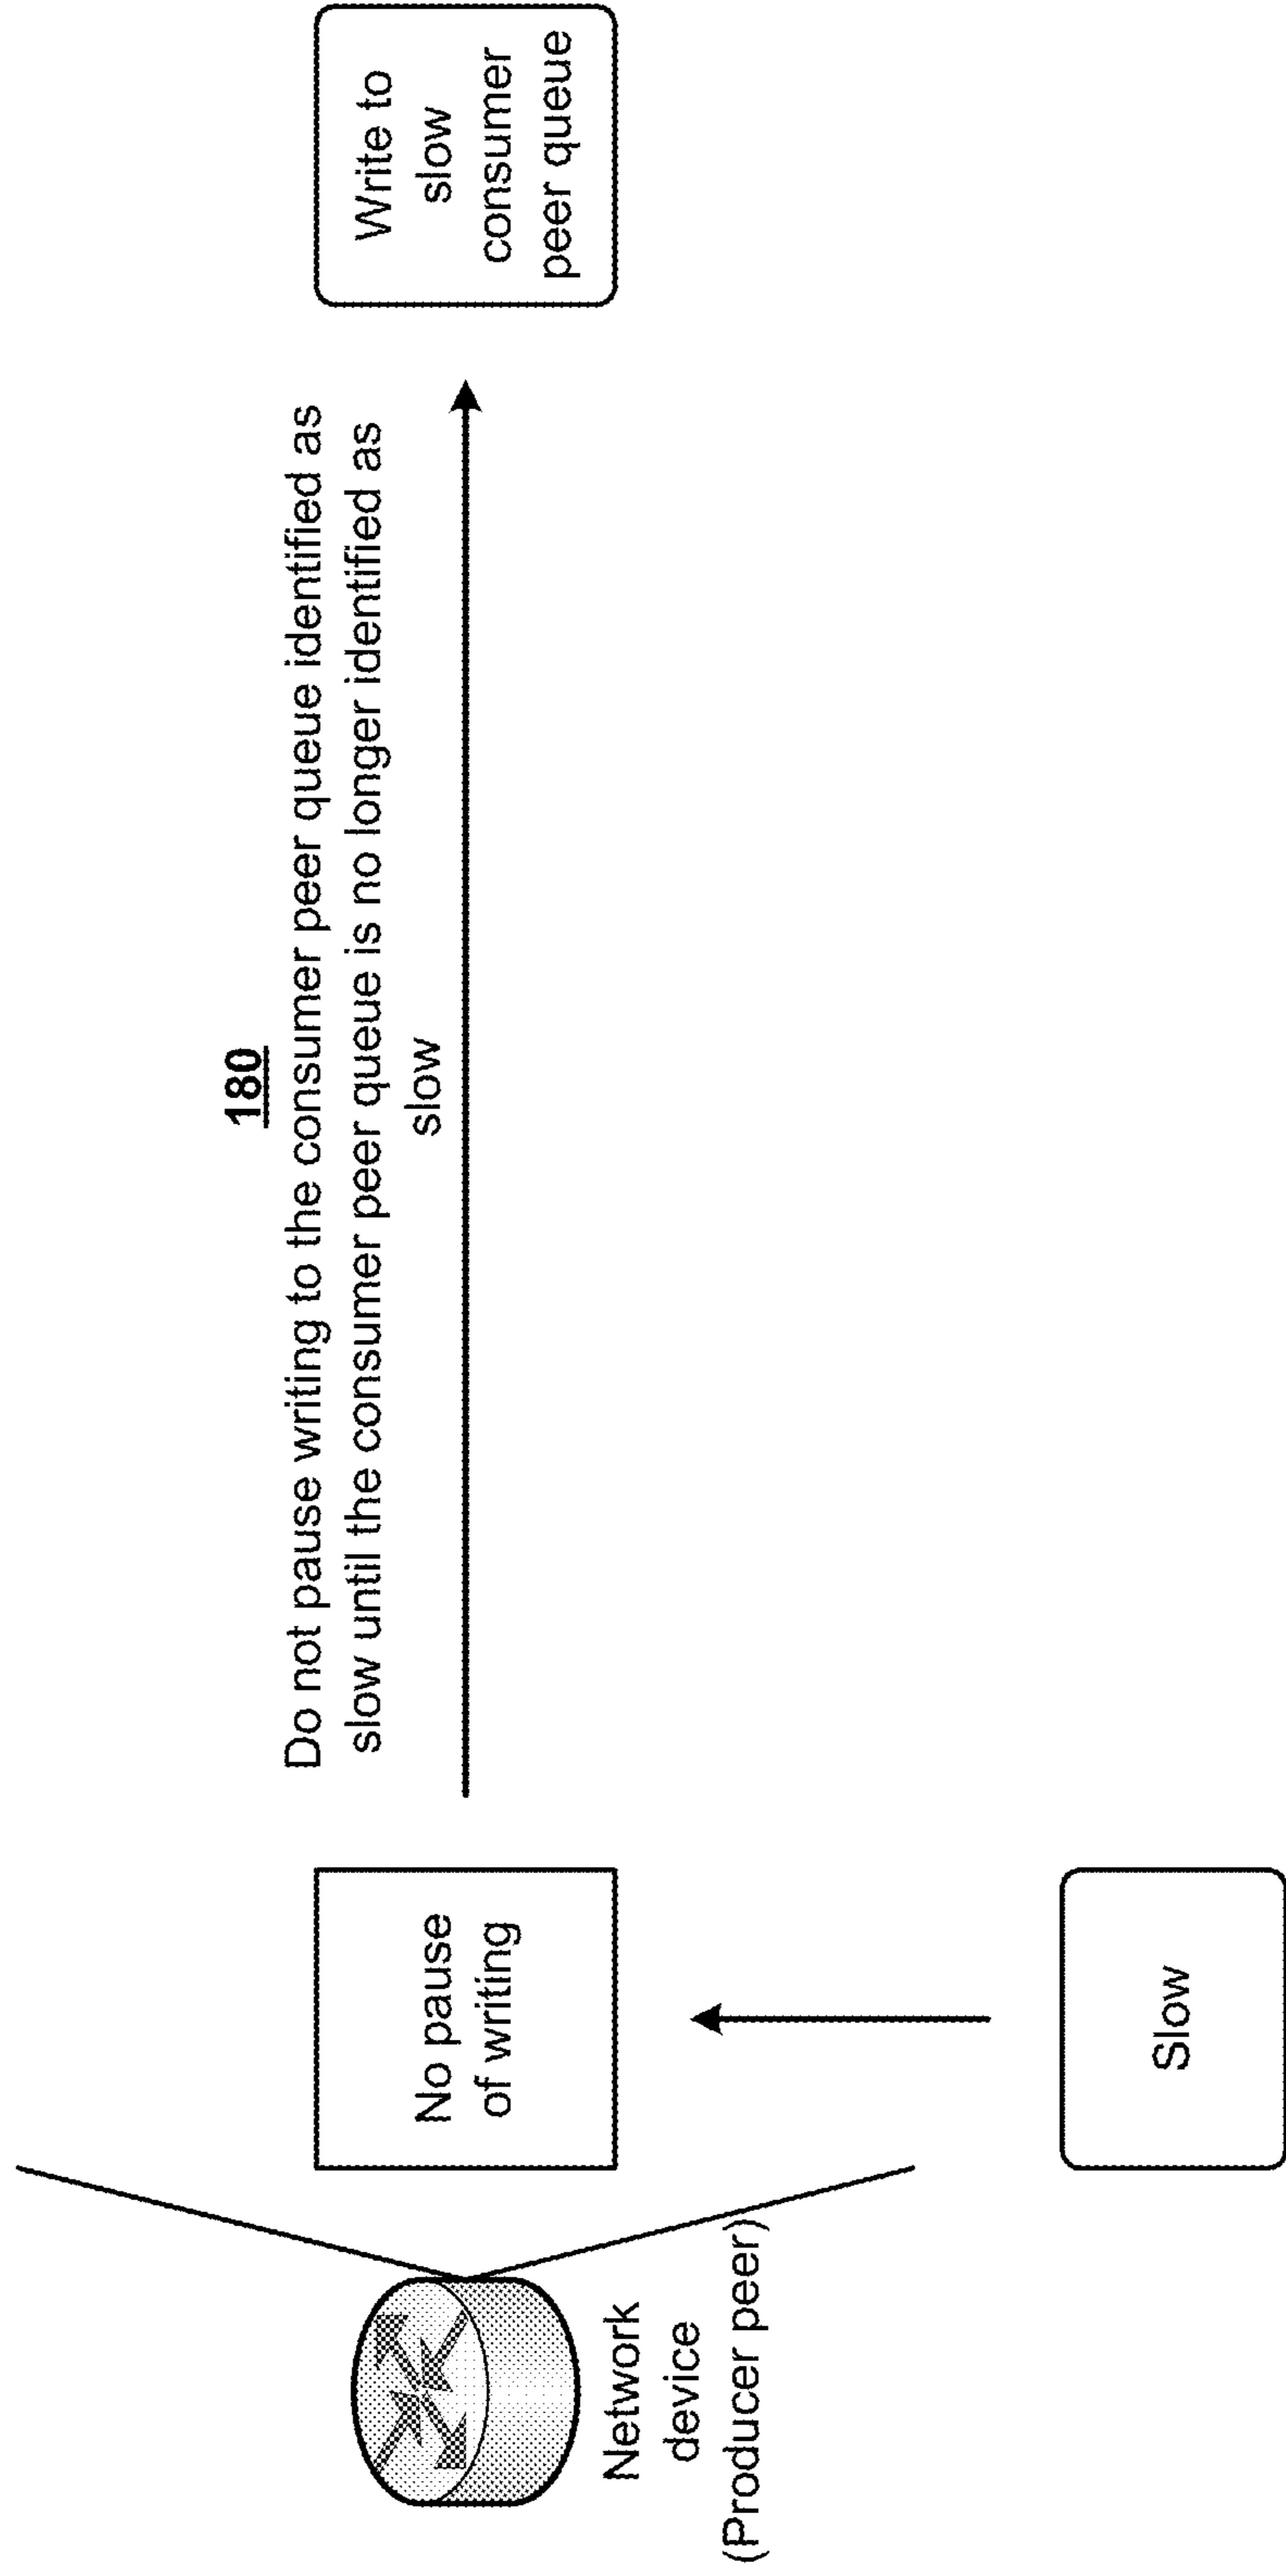 180
Do not pause writing to the consumer peer queue identified as
slow until the consumer peer queue is no longer identified as
slow
No pause
of writing
Write to
slow
consumer
peer queue
Network
device
(Producer peer)
Slow